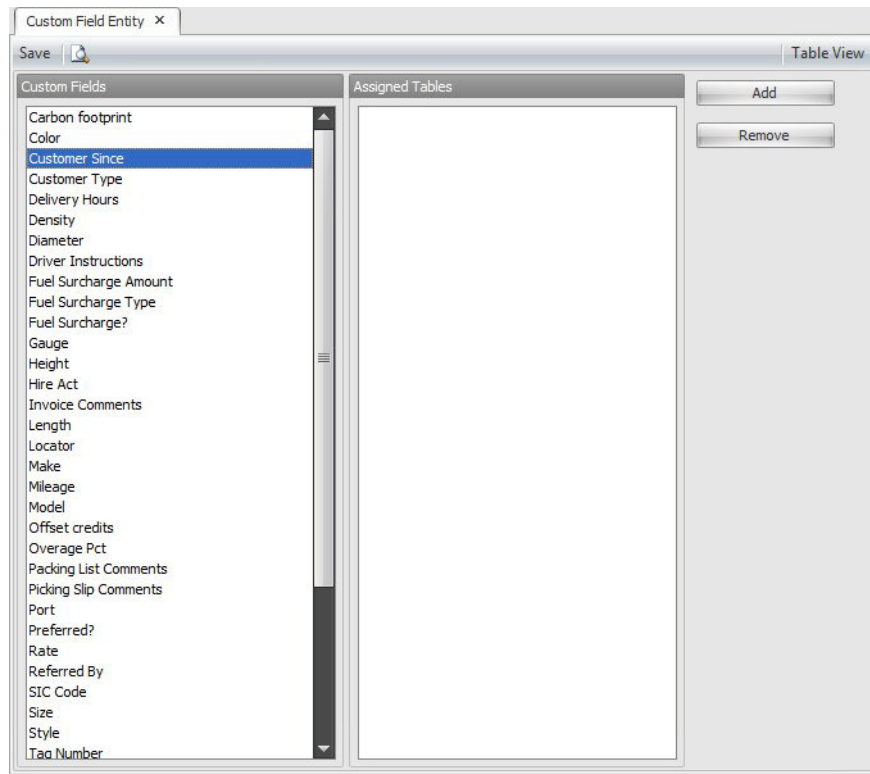 Custom Field Entity ×
Save
Table View
Custom Fields
Assigned Tables
Add
Remove
Carbon footprint
Color
Customer Since
Customer Type
Delivery Hours
Density
Diameter
Driver Instructions
Fuel Surcharge Amount
Fuel Surcharge Type
Fuel Surcharge?
Gauge
Height
Hire Act
Invoice Comments
Length
Locator
Make
Mileage
Model
Offset credits
Overage Pct
Packing List Comments
Picking Slip Comments
Port
Preferred?
Rate
Referred By
SIC Code
Size
Style
Tag Number